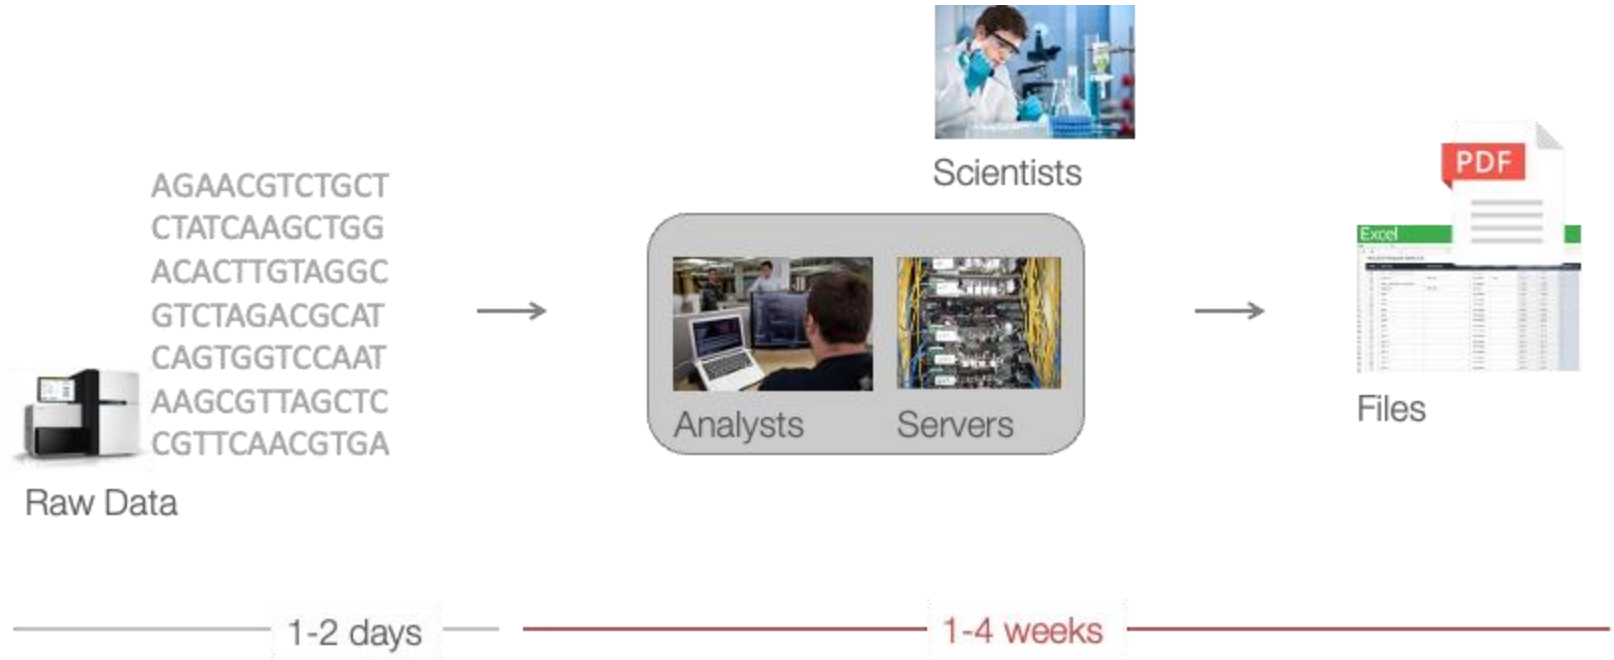 Scientists
AGAACGTCTGCT
CTATCAAGCTGG
ACACTTGTAGGC
GTCTAGACGCAT
CAGTGGTCCAAT
AAGCGTTAGCTC
CGTTCAACGTGA
Raw Data
Analysts
Servers
PDF
Excel
Files
1-2 days
1-4 weeks